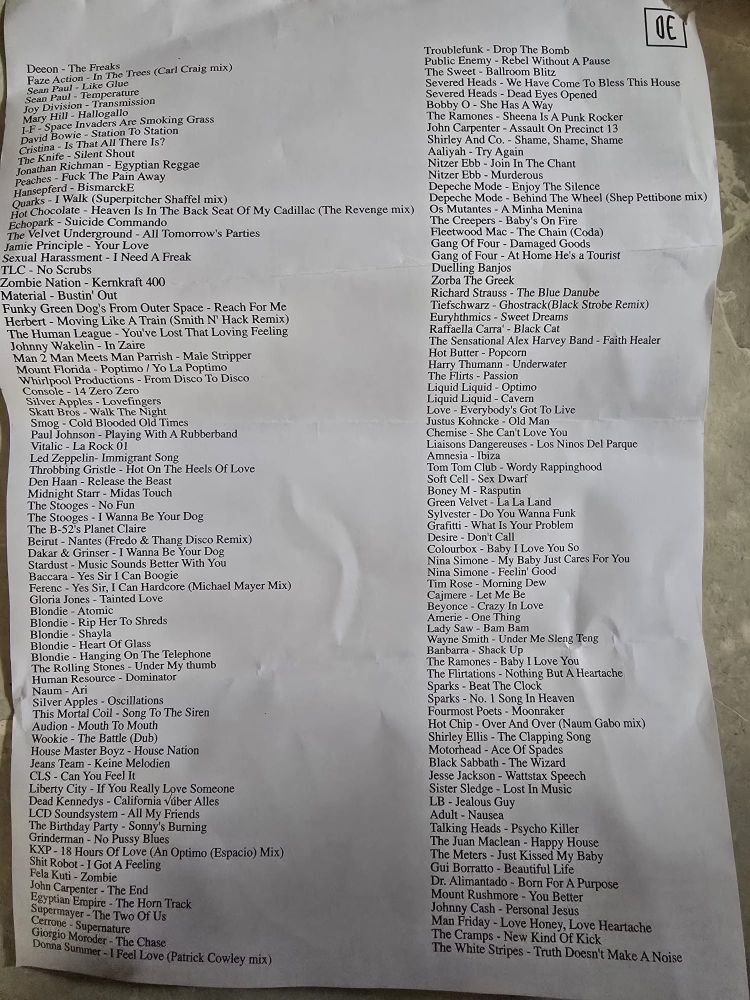 Deeon - The Freaks
Faze Action - In The Trees (Carl Craig mix)
Sean Paul - Like Glue
Sean Paul - Temperature
Joy Division - Transmission
Mary Hill - Hallogallo
I-F - Space Invaders Are Smoking Grass
David Bowie - Station To Station
Cristina - Is That All There Is?
The Knife - Silent Shout
Jonathan Richman - Egyptian Reggae
Peaches - Fuck The Pain Away
Hansepferd - BismarckE
Quarks - I Walk (Superpitcher Shaffel mix)
Hot Chocolate - Heaven Is In The Back Seat Of My Cadillac (The Revenge mix)
Echopark - Suicide Commando
The Velvet Underground - All Tomorrow's Parties
Jamie Principle - Your Love
Sexual Harassment - I Need A Freak
TLC - No Scrubs
Zombie Nation - Kernkraft 400
Material - Bustin' Out
Funky Green Dog's From Outer Space - Reach For Me
Herbert - Moving Like A Train (Smith N' Hack Remix)
The Human League - You've Lost That Loving Feeling
Johnny Wakelin - In Zaire
Man 2 Man Meets Man Parrish - Male Stripper
Mount Florida - Poptimo / Yo La Poptimo
Whirlpool Productions - From Disco To Disco
Console - 14 Zero Zero
Silver Apples - Lovefingers
Skatt Bros - Walk The Night
Smog - Cold Blooded Old Times
Paul Johnson - Playing With A Rubberband
Vitalic - La Rock 01
Led Zeppelin- Immigrant Song
Throbbing Gristle - Hot On The Heels Of Love
Den Haan - Release the Beast
Midnight Starr - Midas Touch
The Stooges - No Fun
The Stooges - I Wanna Be Your Dog
The B-52's Planet Claire
Beirut - Nantes (Fredo & Thang Disco Remix)
Dakar & Grinser - I Wanna Be Your Dog
Stardust - Music Sounds Better With You
Baccara - Yes Sir I Can Boogie
Ferenc - Yes Sir, I Can Hardcore (Michael Mayer Mix)
Gloria Jones - Tainted Love
Blondie - Atomic
Blondie - Rip Her To Shreds
Blondie - Shayla
Blondie - Heart Of Glass
Blondie - Hanging On The Telephone
The Rolling Stones - Under My thumb
Human Resource - Dominator
Naum - Ari
Silver Apples - Oscillations
This Mortal Coil - Song To The Siren
Audion - Mouth To Mouth
Wookie - The Battle (Dub)
House Master Boyz - House Nation
Jeans Team - Keine Melodien
CLS - Can You Feel It
Liberty City - If You Really Love Someone
Dead Kennedys - California √über Alles
LCD Soundsystem - All My Friends
The Birthday Party - Sonny's Burning
Grinderman - No Pussy Blues
KXP - 18 Hours Of Love (An Optimo (Espacio) Mix)
Shit Robot - I Got A Feeling
Fela Kuti - Zombie
John Carpenter - The End
Egyptian Empire - The Horn Track
Supermayer - The Two Of Us
Cerrone - Supernature
Giorgio Moroder - The Chase
Donna Summer - I Feel Love (Patrick Cowley mix)
OE
Troublefunk - Drop The Bomb
Public Enemy - Rebel Without A Pause
The Sweet - Ballroom Blitz
Severed Heads - We Have Come To Bless This House
Severed Heads - Dead Eyes Opened
Bobby O - She Has A Way
The Ramones - Sheena Is A Punk Rocker
John Carpenter - Assault On Precinct 13
Shirley And Co. - Shame, Shame, Shame
Aaliyah - Try Again
Nitzer Ebb - Join In The Chant
Nitzer Ebb - Murderous
Depeche Mode - Enjoy The Silence
Depeche Mode - Behind The Wheel (Shep Pettibone mix)
Os Mutantes - A Minha Menina
The Creepers - Baby's On Fire
Fleetwood Mac - The Chain (Coda)
Gang Of Four - Damaged Goods
Gang of Four - At Home He's a Tourist
Duelling Banjos
Zorba The Greek
Richard Strauss - The Blue Danube
Tiefschwarz - Ghostrack(Black Strobe Remix)
Euryhthmics - Sweet Dreams
Raffaella Carra' - Black Cat
The Sensational Alex Harvey Band - Faith Healer
Hot Butter - Popcorn
Harry Thumann - Underwater
The Flirts - Passion
Liquid Liquid - Optimo
Liquid Liquid - Cavern
Love - Everybody's Got To Live
Justus Kohncke - Old Man
Chemise - She Can't Love You
Liaisons Dangereuses - Los Ninos Del Parque
Amnesia - Ibiza
Tom Tom Club - Wordy Rappinghood
Soft Cell - Sex Dwarf
Boney M - Rasputin
Green Velvet - La La Land
Sylvester - Do You Wanna Funk
Grafitti - What Is Your Problem
Desire - Don't Call
Colourbox - Baby I Love You So
Nina Simone - My Baby Just Cares For You
Nina Simone - Feelin' Good
Tim Rose - Morning Dew
Cajmere - Let Me Be
Beyonce - Crazy In Love
Amerie - One Thing
Lady Saw - Bam Bam
Wayne Smith - Under Me Sleng Teng
Banbarra - Shack Up
The Ramones - Baby I Love You
The Flirtations - Nothing But A Heartache
Sparks - Beat The Clock
Sparks - No. 1 Song In Heaven
Fourmost Poets - Moonraker
Hot Chip - Over And Over (Naum Gabo mix)
Shirley Ellis - The Clapping Song
Motorhead - Ace Of Spades
Black Sabbath - The Wizard
Jesse Jackson - Wattstax Speech
Sister Sledge - Lost In Music
LB - Jealous Guy
Adult - Nausea
Talking Heads - Psycho Killer
The Juan Maclean - Happy House
The Meters - Just Kissed My Baby
Gui Borratto - Beautiful Life
Dr. Alimantado - Born For A Purpose
Mount Rushmore - You Better
Johnny Cash - Personal Jesus
Man Friday - Love Honey, Love Heartache
The Cramps - New Kind Of Kick
The White Stripes - Truth Doesn't Make A Noise